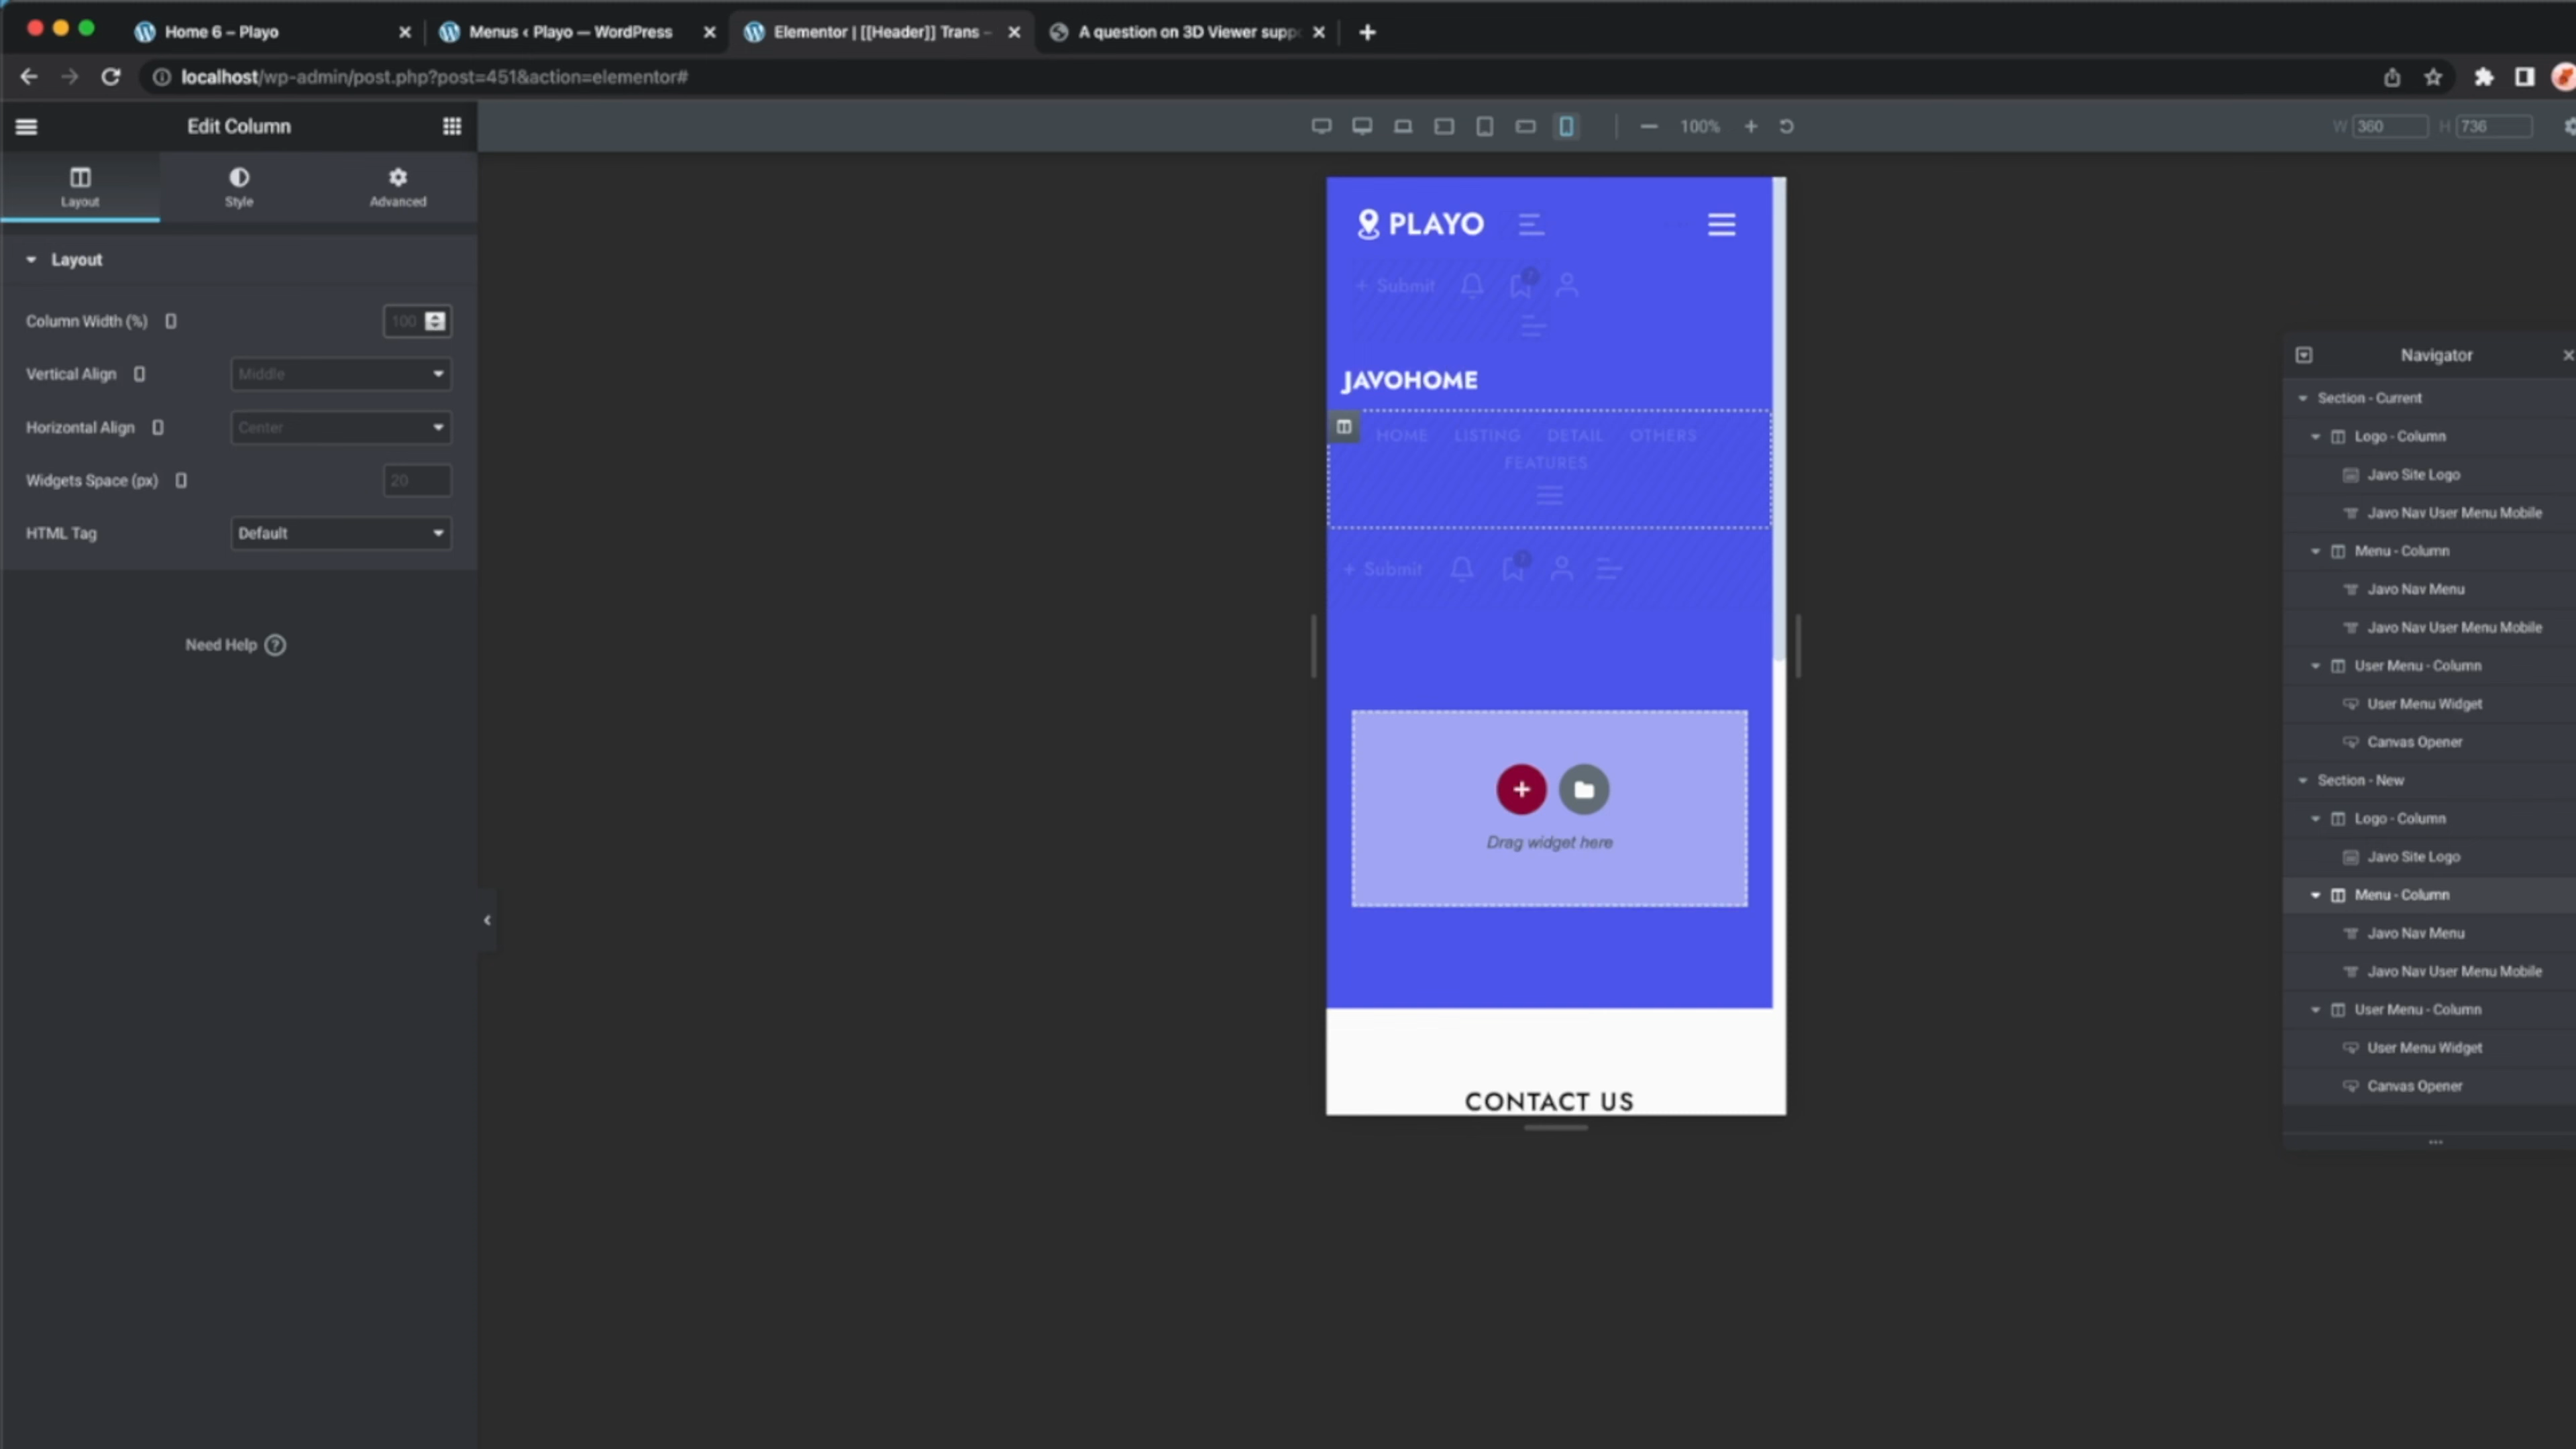 Home 6 – Playo
Menus ‹ Playo — WordPress
Elementor | [[Header]] Trans -
A question on 3D Viewer supp
localhost/wp-admin/post.php?post=451&action=elementor#
Edit Column
100%
W 360 H 736
Layout
Style
Advanced
Layout
Column Width (%) 100
Vertical Align Middle
Horizontal Align Center
Widgets Space (px) 20
HTML Tag Default
Need Help ?
PLAYO
+ Submit
JAVOHOME
HOME LISTING DETAIL OTHERS
FEATURES
+ Submit
Drag widget here
CONTACT US
Navigator
Section - Current
Logo - Column
Javo Site Logo
Javo Nav User Menu Mobile
Menu - Column
Javo Nav Menu
Javo Nav User Menu Mobile
User Menu - Column
User Menu Widget
Canvas Opener
Section - New
Logo - Column
Javo Site Logo
Menu - Column
Javo Nav Menu
Javo Nav User Menu Mobile
User Menu - Column
User Menu Widget
Canvas Opener